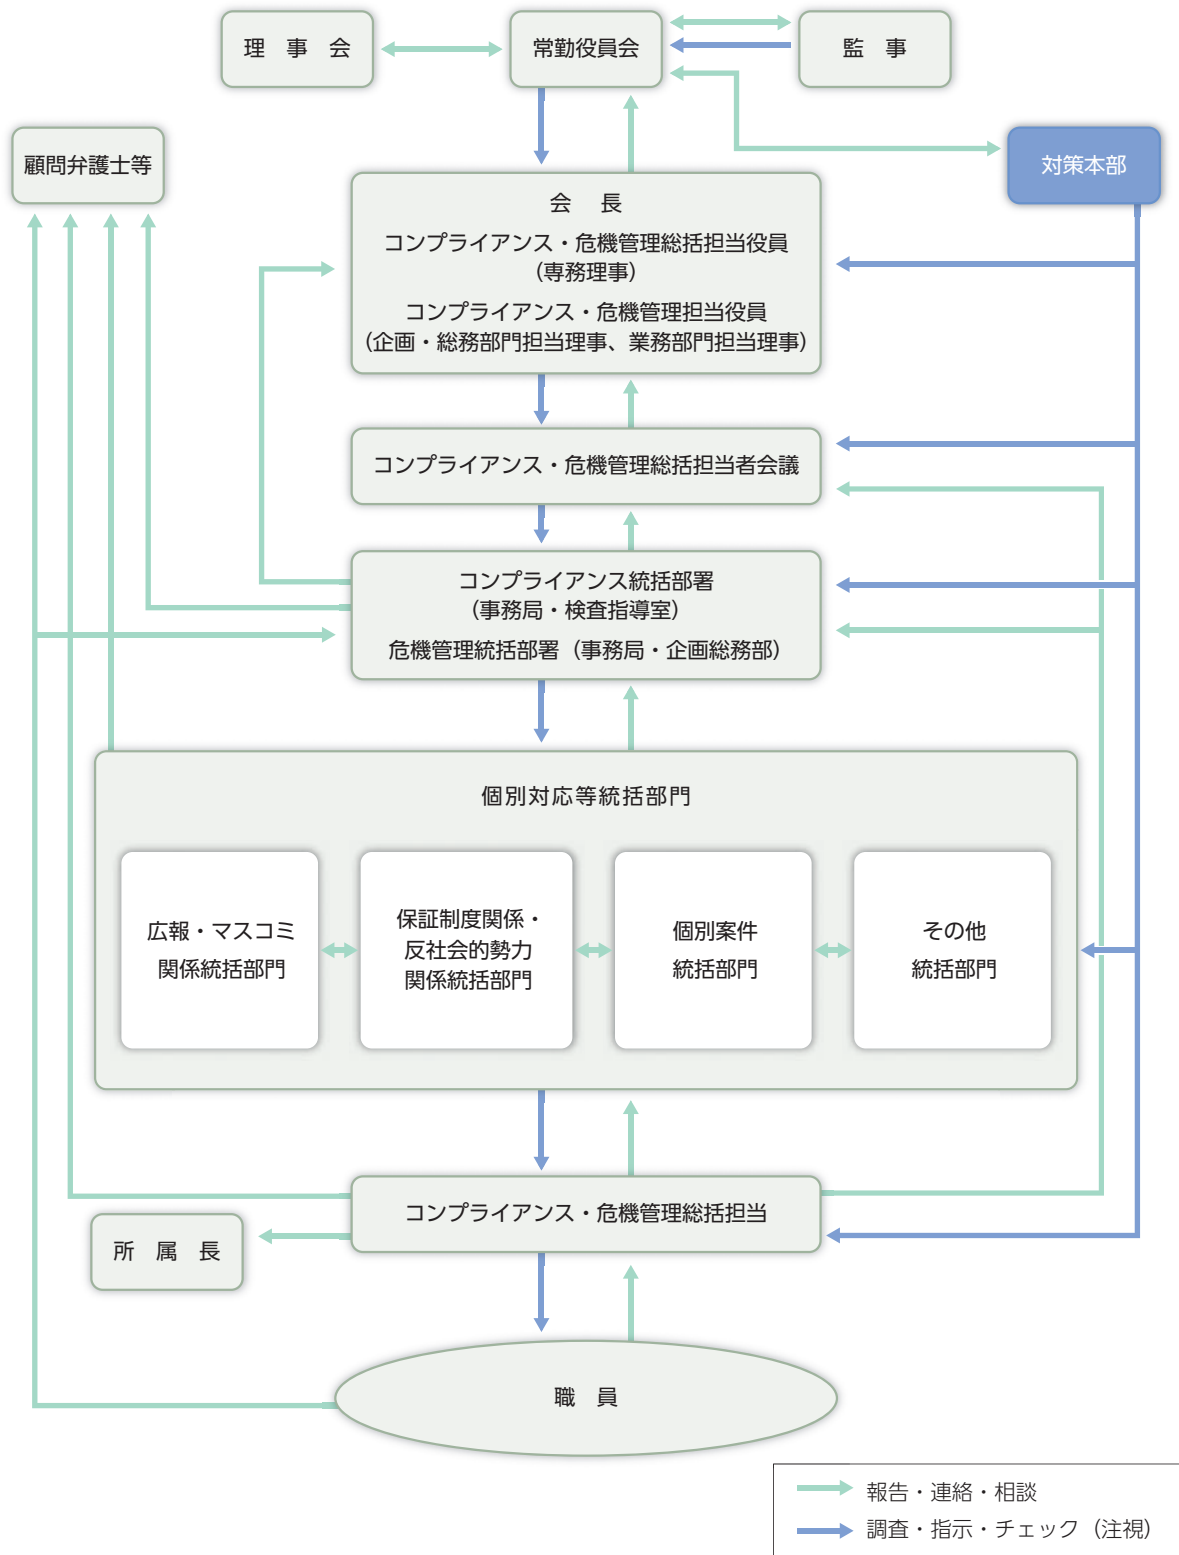 理　事　会
常勤役員会
監　事
顧問弁護士等
対策本部
会　長
コンプライアンス・危機管理総括担当役員
（専務理事）
コンプライアンス・危機管理担当役員
（企画・総務部門担当理事、業務部門担当理事）
コンプライアンス・危機管理総括担当者会議
コンプライアンス統括部署
（事務局・検査指導室）
危機管理統括部署（事務局・企画総務部）
個別対応等統括部門
広報・マスコミ
関係統括部門
保証制度関係・
反社会的勢力
関係統括部門
個別案件
統括部門
その他
統括部門
コンプライアンス・危機管理総括担当
所　属　長
職　員
報告・連絡・相談
調査・指示・チェック（注視）